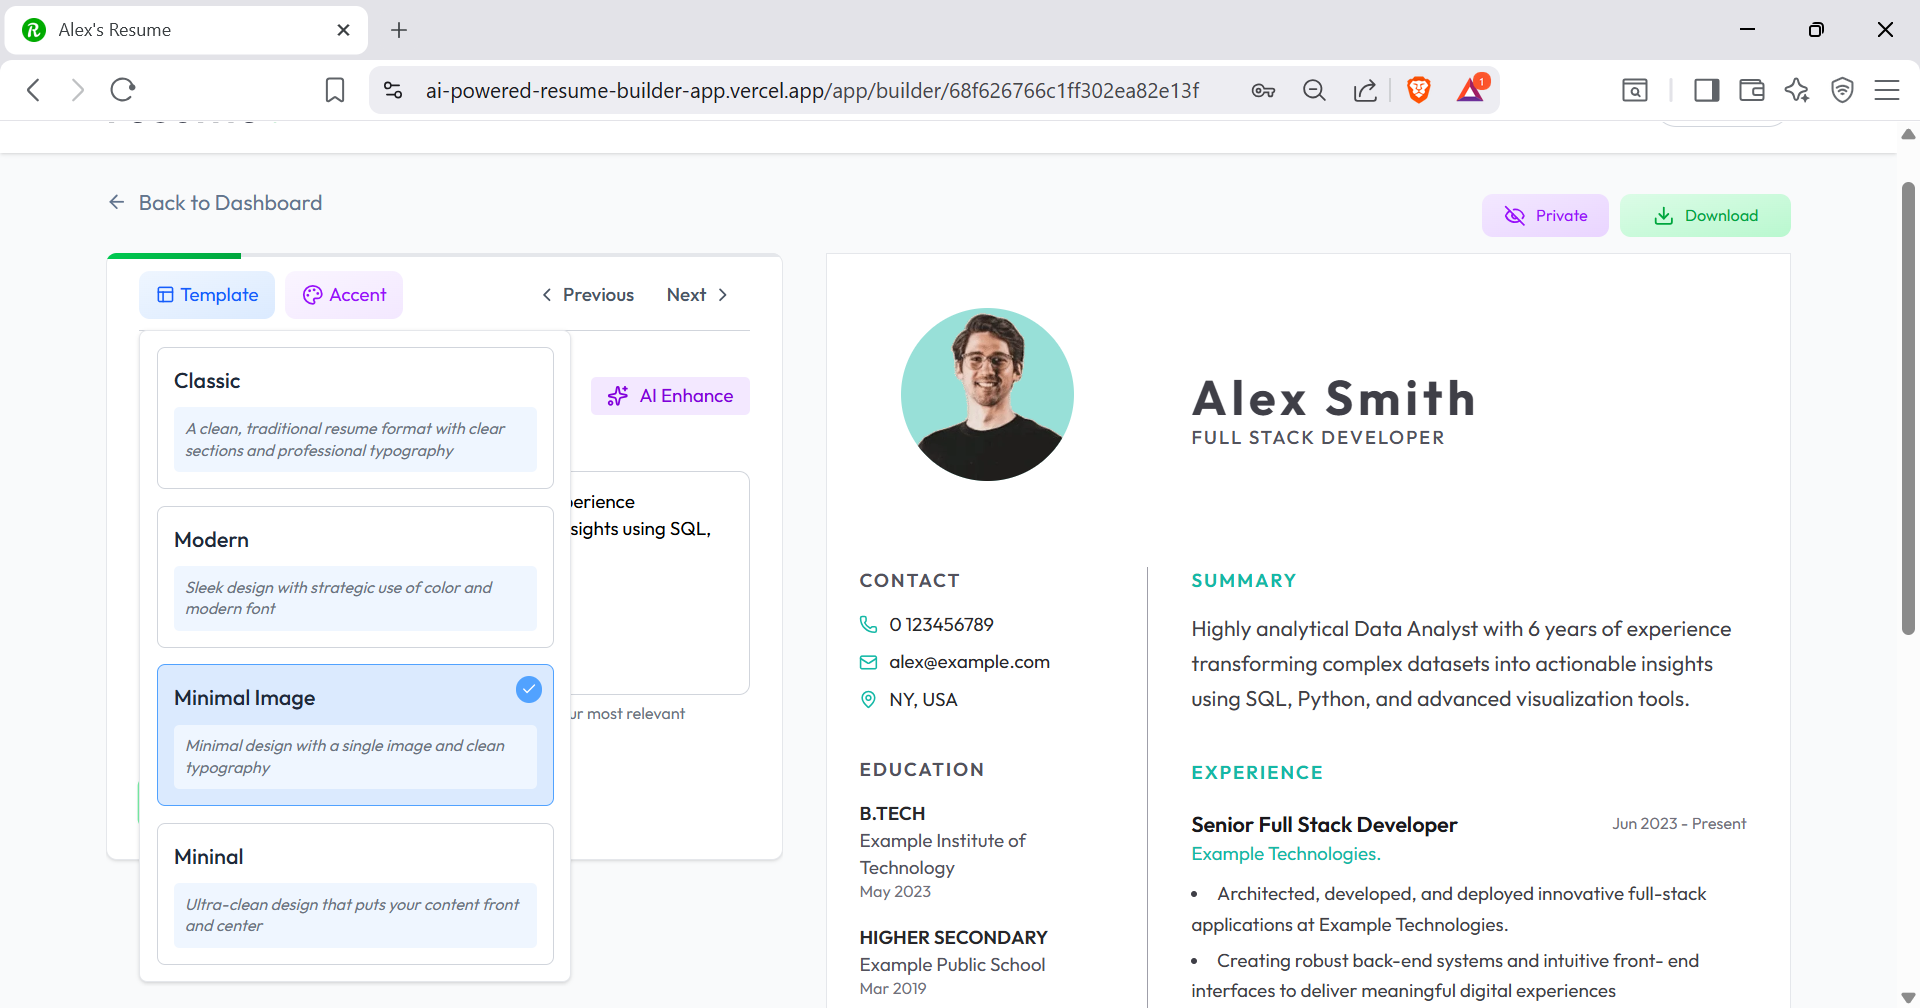 Alex's Resume
ai-powered-resume-builder-app.vercel.app/app/builder/68f626766c1ff302ea82e13f
1
Back to Dashboard
Private
Download
Template
Accent
Previous
Next
Classic
A clean, traditional resume format with clear
sections and professional typography
Modern
Sleek design with strategic use of color and
modern font
Minimal Image
Minimal design with a single image and clean
typography
Mininal
Ultra-clean design that puts your content front
and center
AI Enhance
perience
sights using SQL,
ur most relevant
Alex Smith
FULL STACK DEVELOPER
CONTACT
0 123456789
alex@example.com
NY, USA
EDUCATION
B.TECH
Example Institute of
Technology
May 2023
HIGHER SECONDARY
Example Public School
Mar 2019
SUMMARY
Highly analytical Data Analyst with 6 years of experience
transforming complex datasets into actionable insights
using SQL, Python, and advanced visualization tools.
EXPERIENCE
Senior Full Stack Developer
Jun 2023 - Present
Example Technologies.
• Architected, developed, and deployed innovative full-stack
applications at Example Technologies.
• Creating robust back-end systems and intuitive front- end
interfaces to deliver meaningful digital experiences